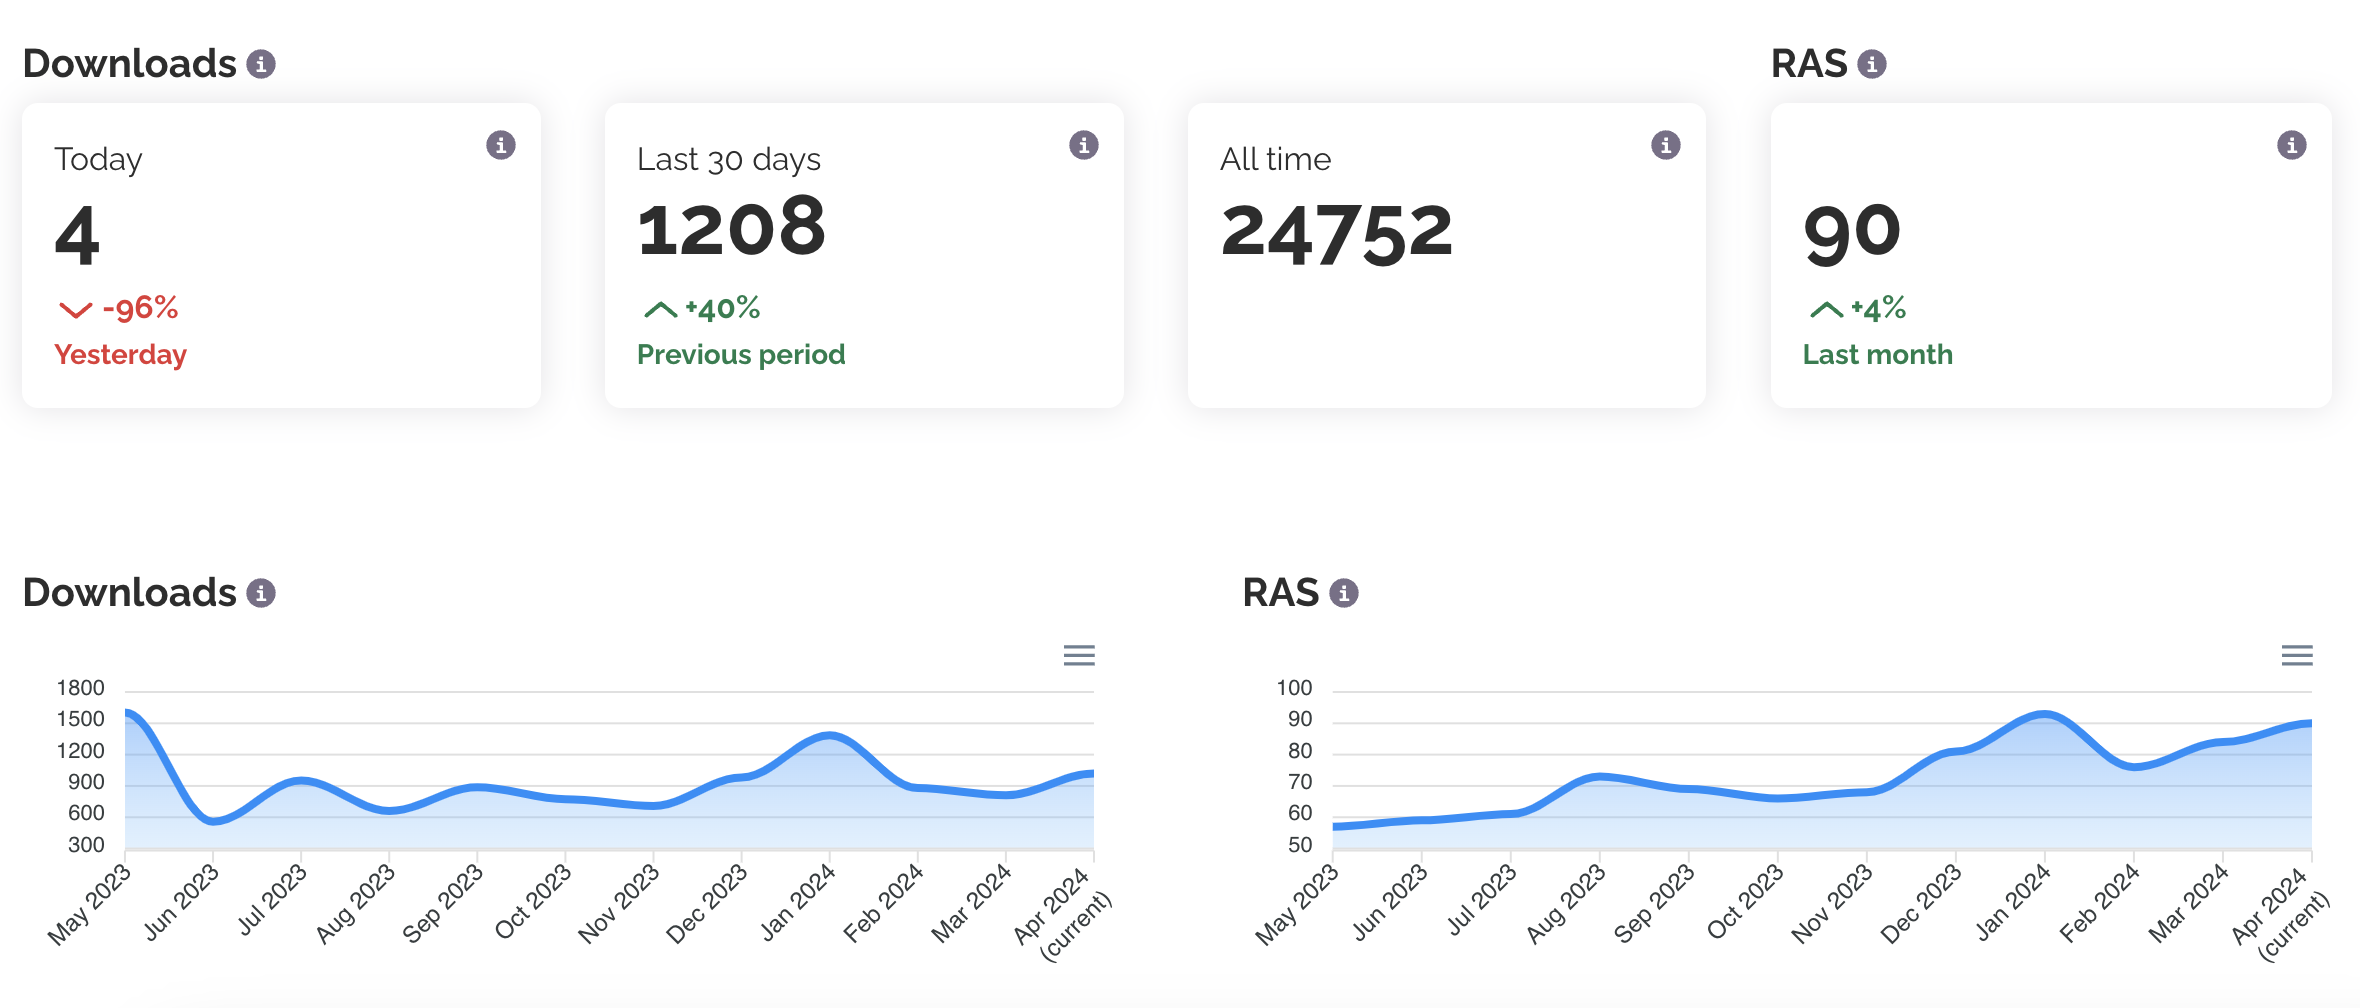 Downloads
RAS
Today
4
-96%
Yesterday
Last 30 days
1208
+40%
Previous period
All time
24752
90
+4%
Last month
Downloads
1800
1500
1200
900
600
300
May 2023
Jun 2023
Jul 2023
Aug 2023
Sep 2023
Oct 2023
Nov 2023
Dec 2023
Jan 2024
Feb 2024
Mar 2024
Apr 2024
(current)
RAS
100
90
80
70
60
50
May 2023
Jun 2023
Jul 2023
Aug 2023
Sep 2023
Oct 2023
Nov 2023
Dec 2023
Jan 2024
Feb 2024
Mar 2024
Apr 2024
(current)